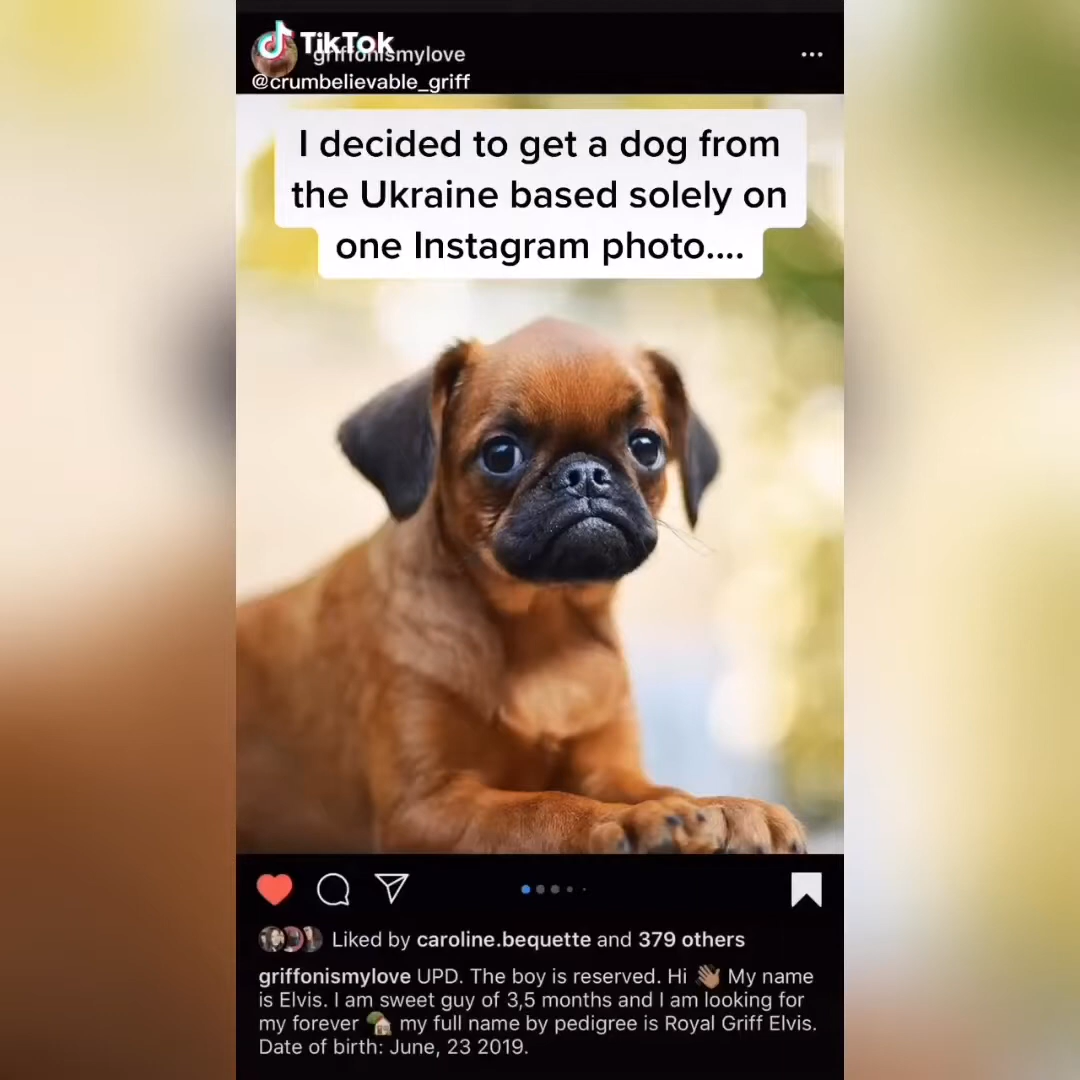 TikTok
griffonismylove
@crumbelievable_griff
I decided to get a dog from
the Ukraine based solely on
one Instagram photo....
Liked by caroline.bequette and 379 others
griffonismylove UPD. The boy is reserved. Hi 👋🏽 My name
is Elvis. I am sweet guy of 3,5 months and I am looking for
my forever 🏡 my full name by pedigree is Royal Griff Elvis.
Date of birth: June, 23 2019.